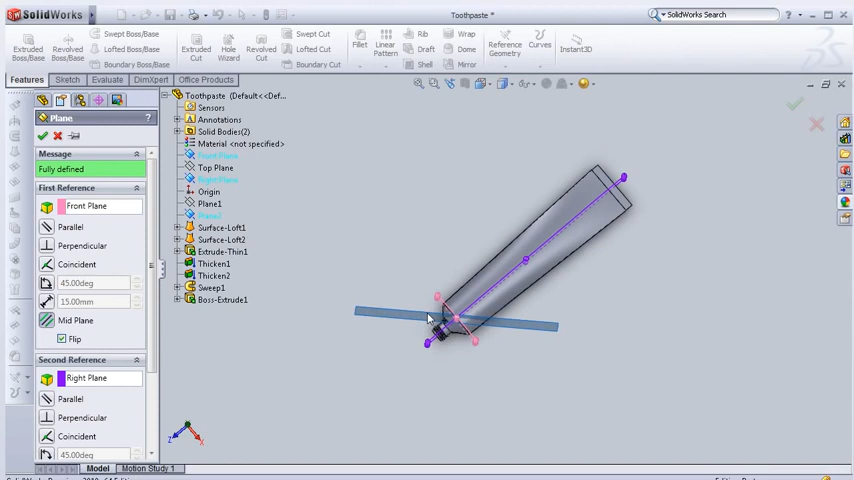 SolidWorks
Toothpaste *
SolidWorks Search
Extruded Boss/Base
Revolved Boss/Base
Swept Boss/Base
Lofted Boss/Base
Boundary Boss/Base
Extruded Cut
Hole Wizard
Revolved Cut
Swept Cut
Lofted Cut
Boundary Cut
Fillet
Linear Pattern
Rib
Draft
Shell
Wrap
Dome
Mirror
Reference Geometry
Curves
Instant3D
Features
Sketch
Evaluate
DimXpert
Office Products
Plane
?
Message
Fully defined
First Reference
Front Plane
Parallel
Perpendicular
Coincident
45.00deg
15.00mm
Mid Plane
Flip
Second Reference
Right Plane
Parallel
Perpendicular
Coincident
45.00deg
Toothpaste (Default<<Def...
Sensors
Annotations
Solid Bodies(2)
Material <not specified>
Front Plane
Top Plane
Right Plane
Origin
Plane1
Plane2
Surface-Loft1
Surface-Loft2
Extrude-Thin1
Thicken1
Thicken2
Sweep1
Boss-Extrude1
Z
X
Model
Motion Study 1